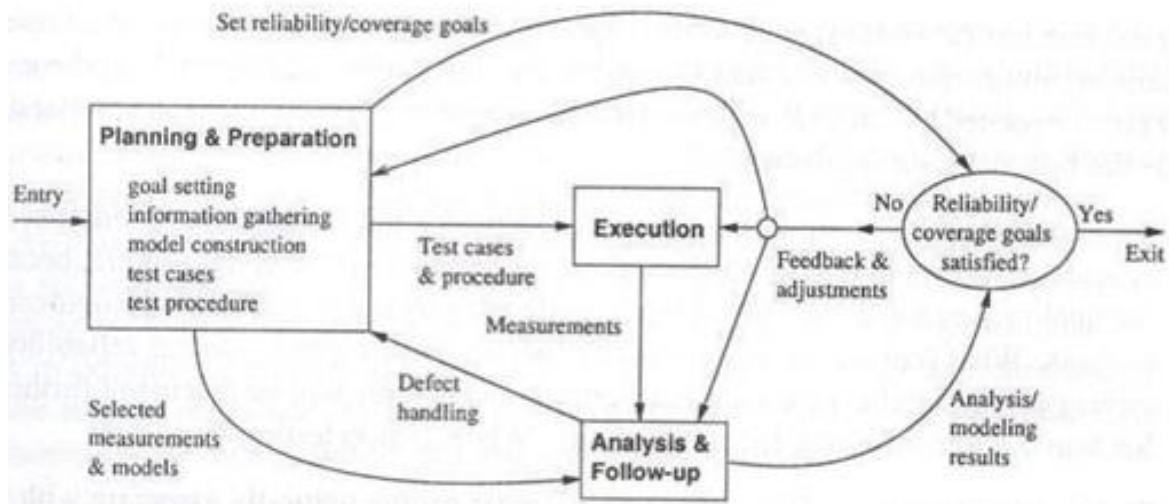 Set reliability/coverage goals
Planning & Preparation
goal setting
information gathering
model construction
test cases
test procedure
Entry
Test cases
& procedure
Execution
No
Reliability/
coverage goals
satisfied?
Yes
Exit
Feedback &
adjustments
Measurements
Defect
handling
Selected
measurements
& models
Analysis &
Follow-up
Analysis/
modeling
results